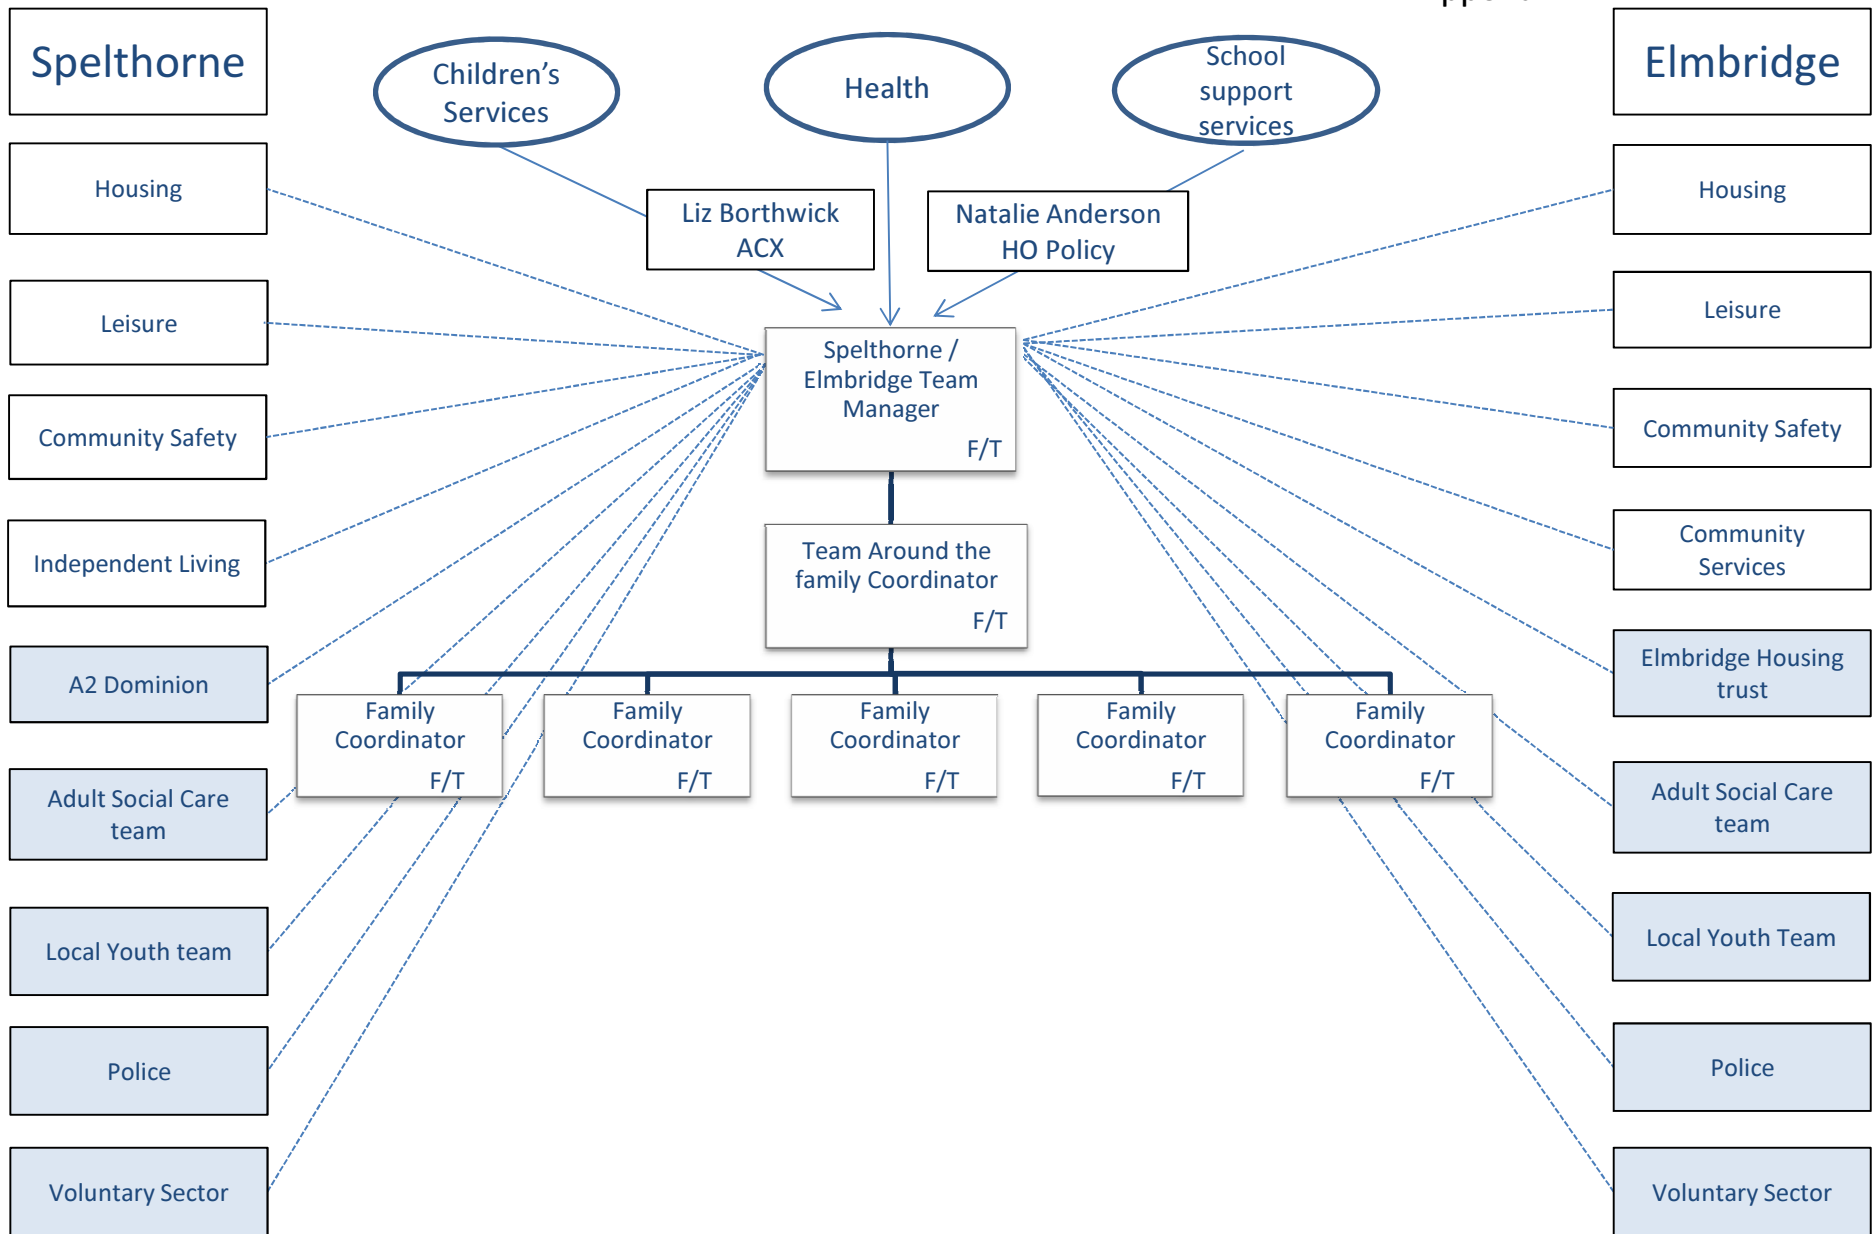 Spelthorne
Children's
Services
Health
School
support
services
Elmbridge
Housing
Liz Borthwick
ACX
Natalie Anderson
HO Policy
Housing
Leisure
Leisure
Spelthorne /
Elmbridge Team
Manager
F/T
Community Safety
Community Safety
Independent Living
Team Around the
family Coordinator
F/T
Community
Services
A2 Dominion
Elmbridge Housing
trust
Family
Coordinator
F/T
Family
Coordinator
F/T
Family
Coordinator
F/T
Family
Coordinator
F/T
Family
Coordinator
F/T
Adult Social Care
team
Adult Social Care
team
Local Youth team
Local Youth Team
Police
Police
Voluntary Sector
Voluntary Sector